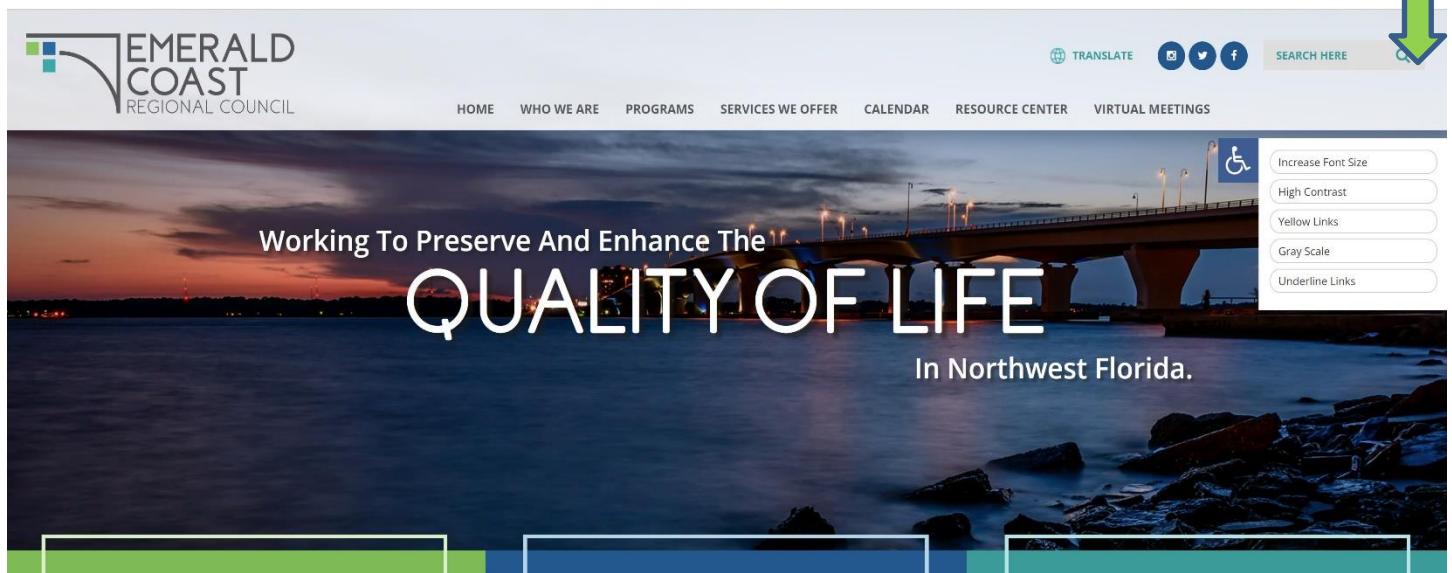 EMERALD
COAST
REGIONAL COUNCIL
TRANSLATE
SEARCH HERE
HOME WHO WE ARE PROGRAMS SERVICES WE OFFER CALENDAR RESOURCE CENTER VIRTUAL MEETINGS
Increase Font Size
High Contrast
Yellow Links
Gray Scale
Underline Links
Working To Preserve And Enhance The
QUALITY OF LIFE
In Northwest Florida.